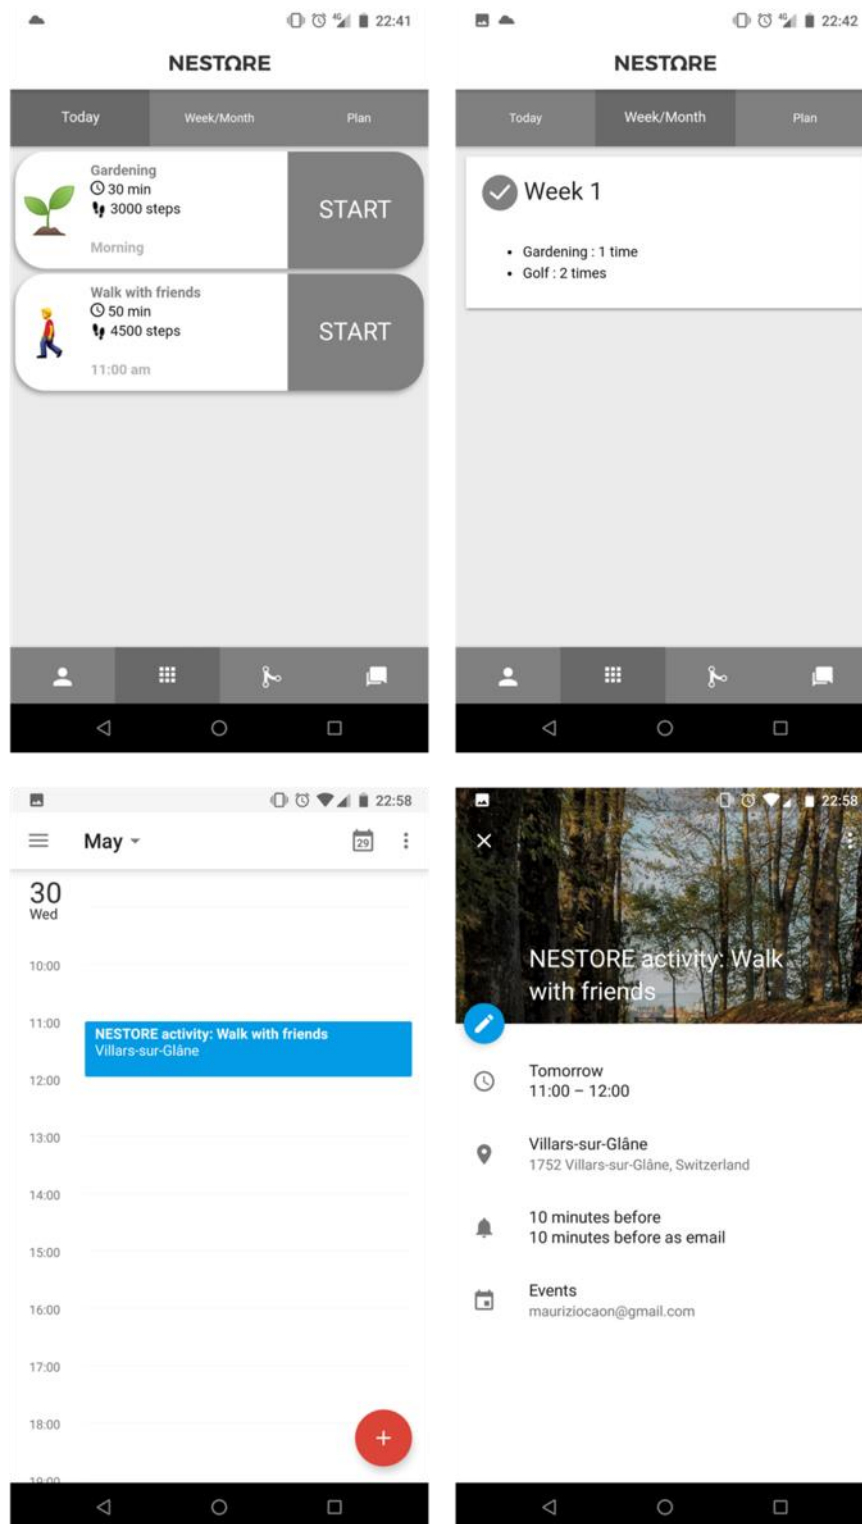 22:41
NESTORE
Today
Week/Month
Plan
Gardening
30 min
3000 steps
Morning
START
Walk with friends
50 min
4500 steps
11:00 am
START
22:42
NESTORE
Today
Week/Month
Plan
Week 1
• Gardening : 1 time
• Golf : 2 times
22:58
May
29
30
Wed
10:00
11:00
NESTORE activity: Walk with friends
Villars-sur-Glâne
12:00
13:00
14:00
15:00
16:00
17:00
18:00
19:00
22:58
NESTORE activity: Walk
with friends
Tomorrow
11:00 – 12:00
Villars-sur-Glâne
1752 Villars-sur-Glâne, Switzerland
10 minutes before
10 minutes before as email
Events
mauriziocaon@gmail.com